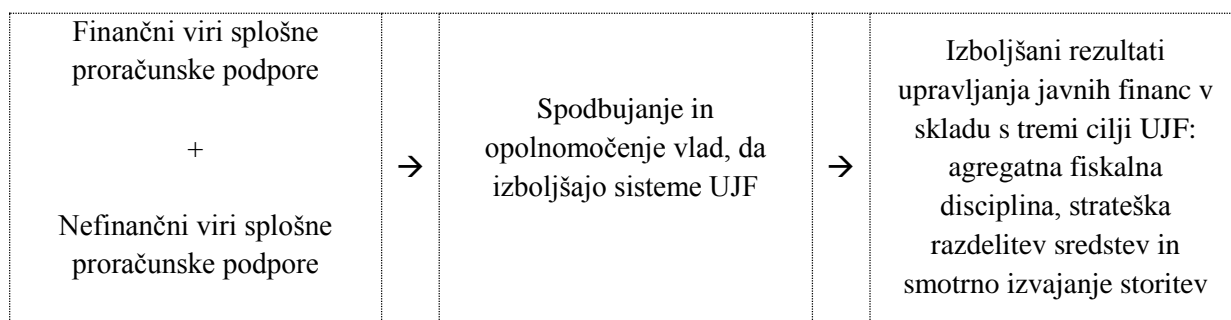 Finančni viri splošne
proračunske podpore
+
Nefinančni viri splošne
proračunske podpore
→
Spodbujanje in
opolnomočenje vlad, da
izboljšajo sisteme UJF
→
Izboljšani rezultati
upravljanja javnih financ v
skladu s tremi cilji UJF:
agregatna fiskalna
disciplina, strateška
razdelitev sredstev in
smotrno izvajanje storitev